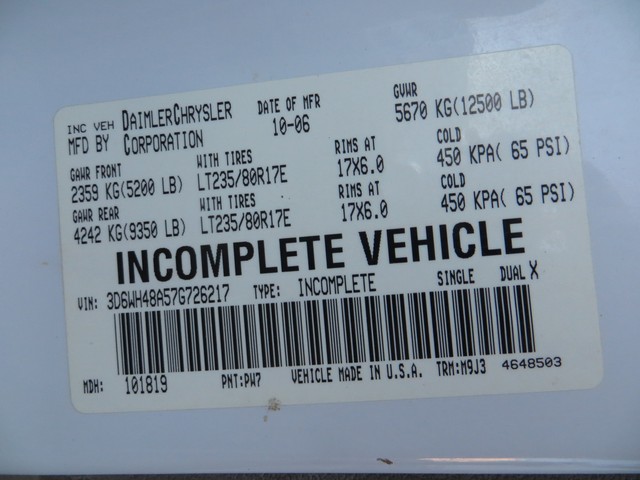 INC VEH DAIMLERCHRYSLER DATE OF MFR GVWR
MFD BY CORPORATION 10-06 5670 KG(12500 LB)
GAWR FRONT WITH TIRES RIMS AT COLD
2359 KG(5200 LB) LT235/80R17E 17X6.0 450 KPA( 65 PSI)
GAWR REAR WITH TIRES RIMS AT COLD
4242 KG(9350 LB) LT235/80R17E 17X6.0 450 KPA( 65 PSI)
INCOMPLETE VEHICLE
VIN: 3D6WH48A57G726217 TYPE: INCOMPLETE SINGLE DUAL X
MDH: 101819 PNT:PW7 VEHICLE MADE IN U.S.A. TRM:M9J3 4648503